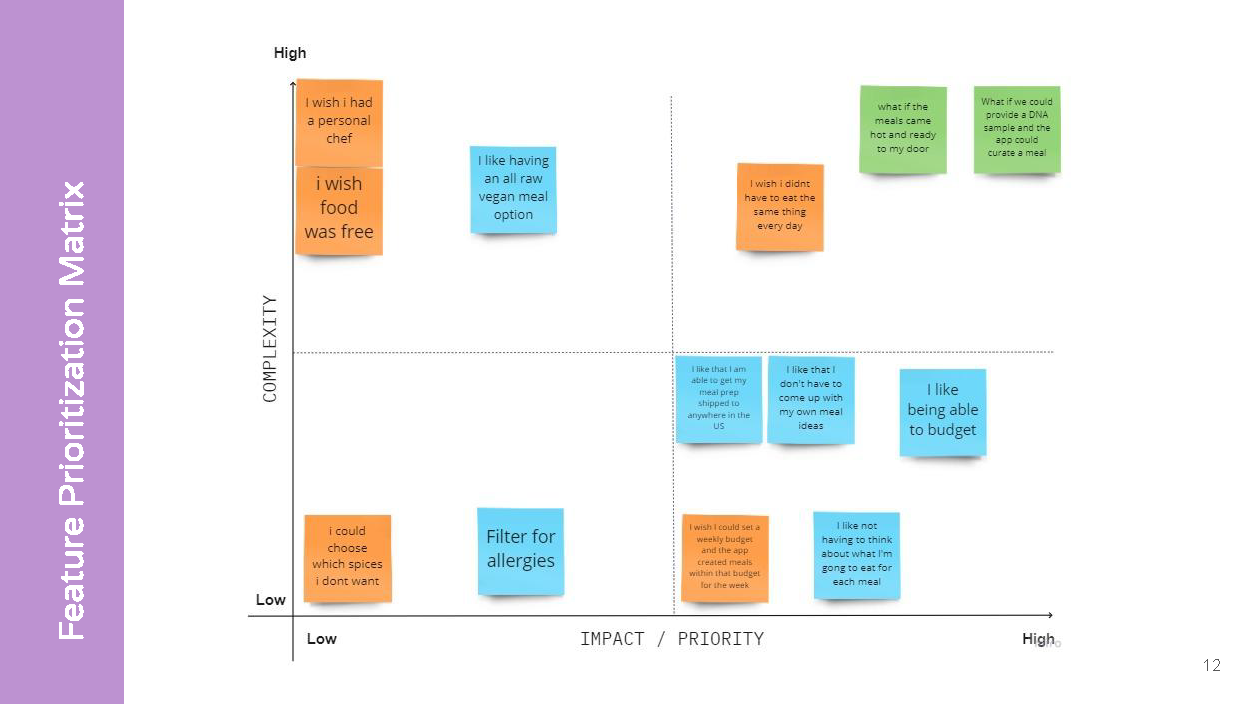 Feature Prioritization Matrix
High
I wish i had
a personal
chef
i wish
food
was free
I like having
an all raw
vegan meal
option
I wish i didnt
have to eat the
same thing
every day
what if the
meals came
hot and ready
to my door
What if we could
provide a DNA
sample and the
app could
curate a meal
COMPLEXITY
I like that I am
able to get my
meal prep
shipped to
anywhere in the
US
I like that I
don't have to
come up with
my own meal
ideas
I like
being able
to budget
i could
choose
which spices
i dont want
Filter for
allergies
I wish I could set a
weekly budget
and the app
created meals
within that budget
for the week
I like not
having to think
about what I'm
gong to eat for
each meal
Low
Low
IMPACT / PRIORITY
High
12